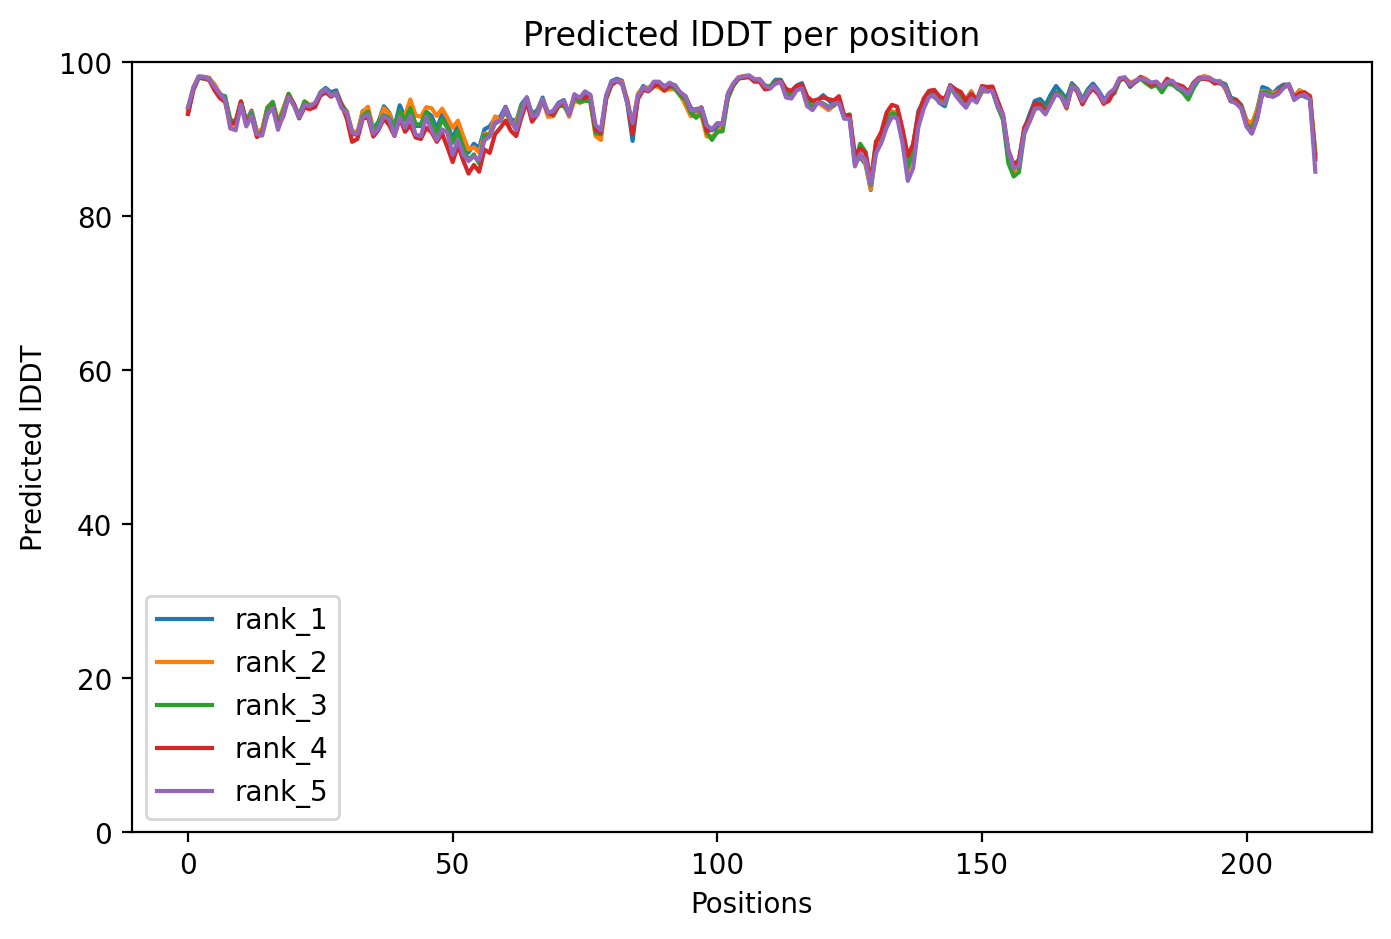 Predicted lDDT per position
100
80
60
40
20
0
Predicted lDDT
rank_1
rank_2
rank_3
rank_4
rank_5
0 50 100 150 200
Positions